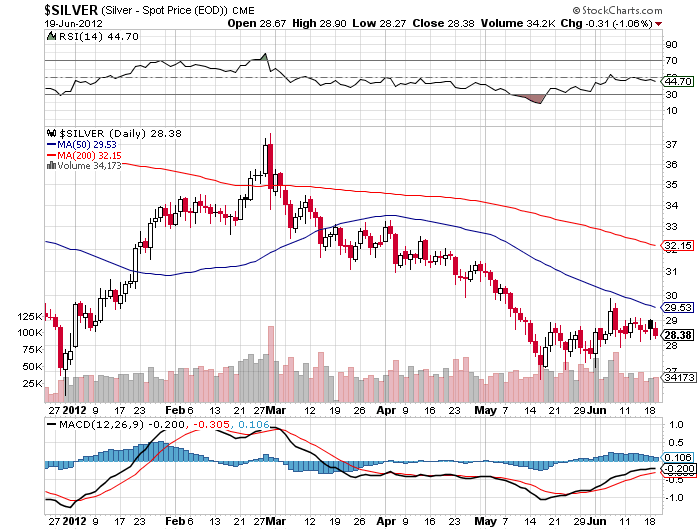 $SILVER (Silver - Spot Price (EOD)) CME © StockCharts.com
19-Jun-2012 Open 28.67 High 28.90 Low 28.27 Close 28.38 Volume 34.2K Chg -0.31 (-1.06%)
RSI(14) 44.70
90
70
50
44.70
30
10
$SILVER (Daily) 28.38
MA(50) 29.53
MA(200) 32.15
Volume 34,173
37
36
35
34
33
32.15
31
30
29.53
29
28.38
28
27
34173
125K
100K
75K
50K
25K
27 2012 9 17 23 Feb 6 13 21 27 Mar 12 19 26 Apr 9 16 23 May 7 14 21 29 Jun 11 18
MACD(12,26,9) -0.200, -0.305, 0.106
1.0
0.5
0.106
-0.200
-0.5
-1.0
27 2012 9 17 23 Feb 6 13 21 27 Mar 12 19 26 Apr 9 16 23 May 7 14 21 29 Jun 11 18